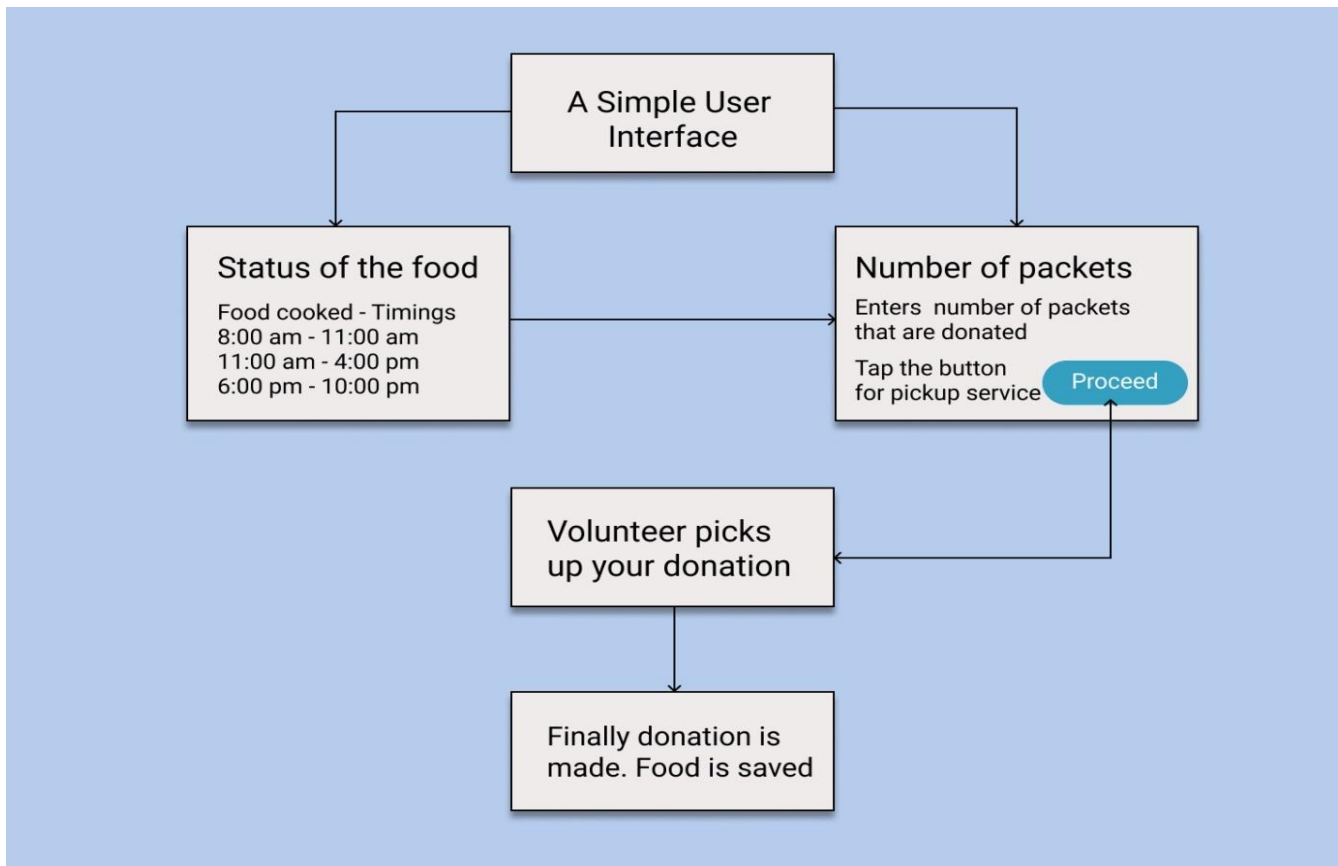 A Simple User
Interface
Status of the food
Food cooked - Timings
8:00 am - 11:00 am
11:00 am - 4:00 pm
6:00 pm - 10:00 pm
Number of packets
Enters number of packets
that are donated
Tap the button
for pickup service
Proceed
Volunteer picks
up your donation
Finally donation is
made. Food is saved